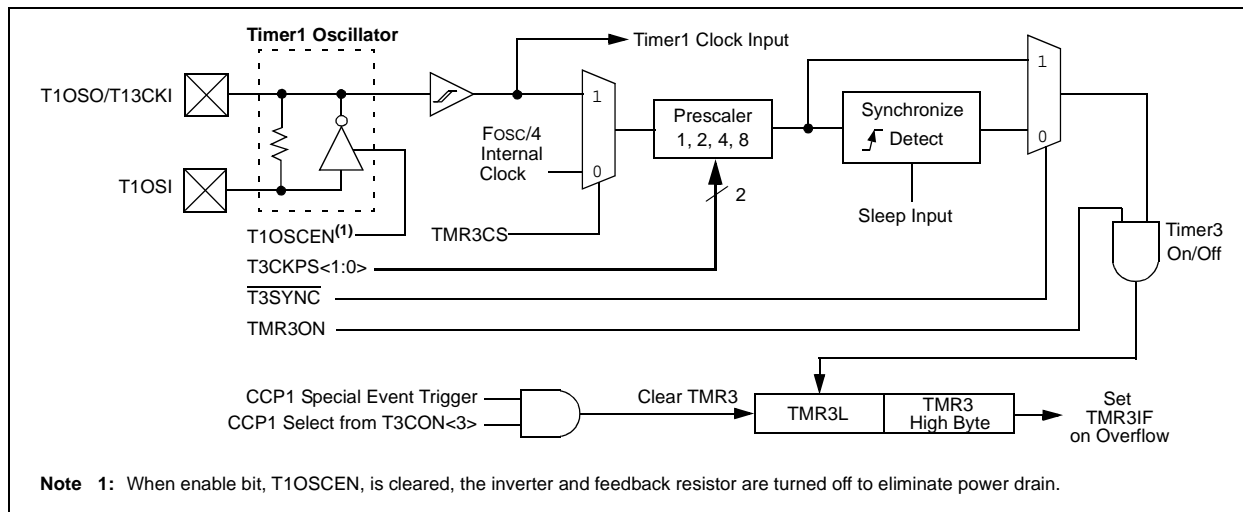 Timer1 Oscillator
Timer1 Clock Input
T1OSO/T13CKI
1
FOSC/4
Internal
Clock
0
Prescaler
1, 2, 4, 8
Synchronize
Detect
1
0
T1OSI
2
Sleep Input
T1OSCEN(1)
TMR3CS
Timer3
On/Off
T3CKPS<1:0>
T3SYNC
TMR3ON
CCP1 Special Event Trigger
CCP1 Select from T3CON<3>
Clear TMR3
TMR3L
TMR3
High Byte
Set
TMR3IF
on Overflow
Note 1: When enable bit, T1OSCEN, is cleared, the inverter and feedback resistor are turned off to eliminate power drain.